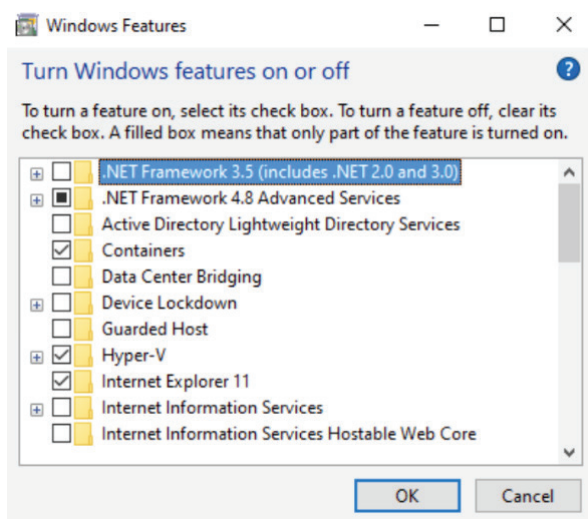 Windows Features
Turn Windows features on or off
?
To turn a feature on, select its check box. To turn a feature off, clear its
check box. A filled box means that only part of the feature is turned on.
.NET Framework 3.5 (includes .NET 2.0 and 3.0)
.NET Framework 4.8 Advanced Services
Active Directory Lightweight Directory Services
Containers
Data Center Bridging
Device Lockdown
Guarded Host
Hyper-V
Internet Explorer 11
Internet Information Services
Internet Information Services Hostable Web Core
OK Cancel